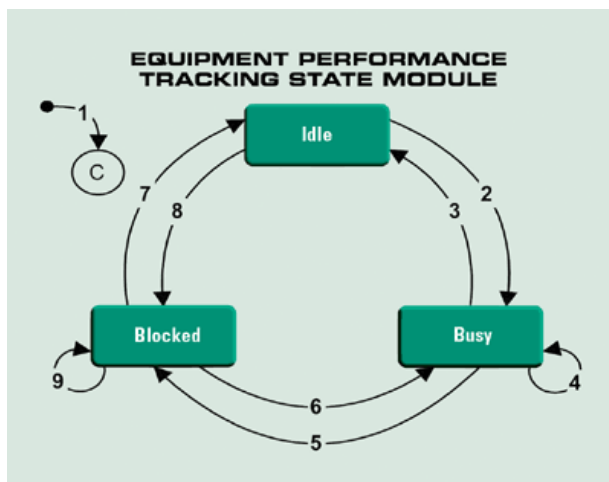 EQUIPMENT PERFORMANCE
TRACKING STATE MODULE
1
Idle
C
7
8
3
2
Blocked
Busy
9
6
4
5